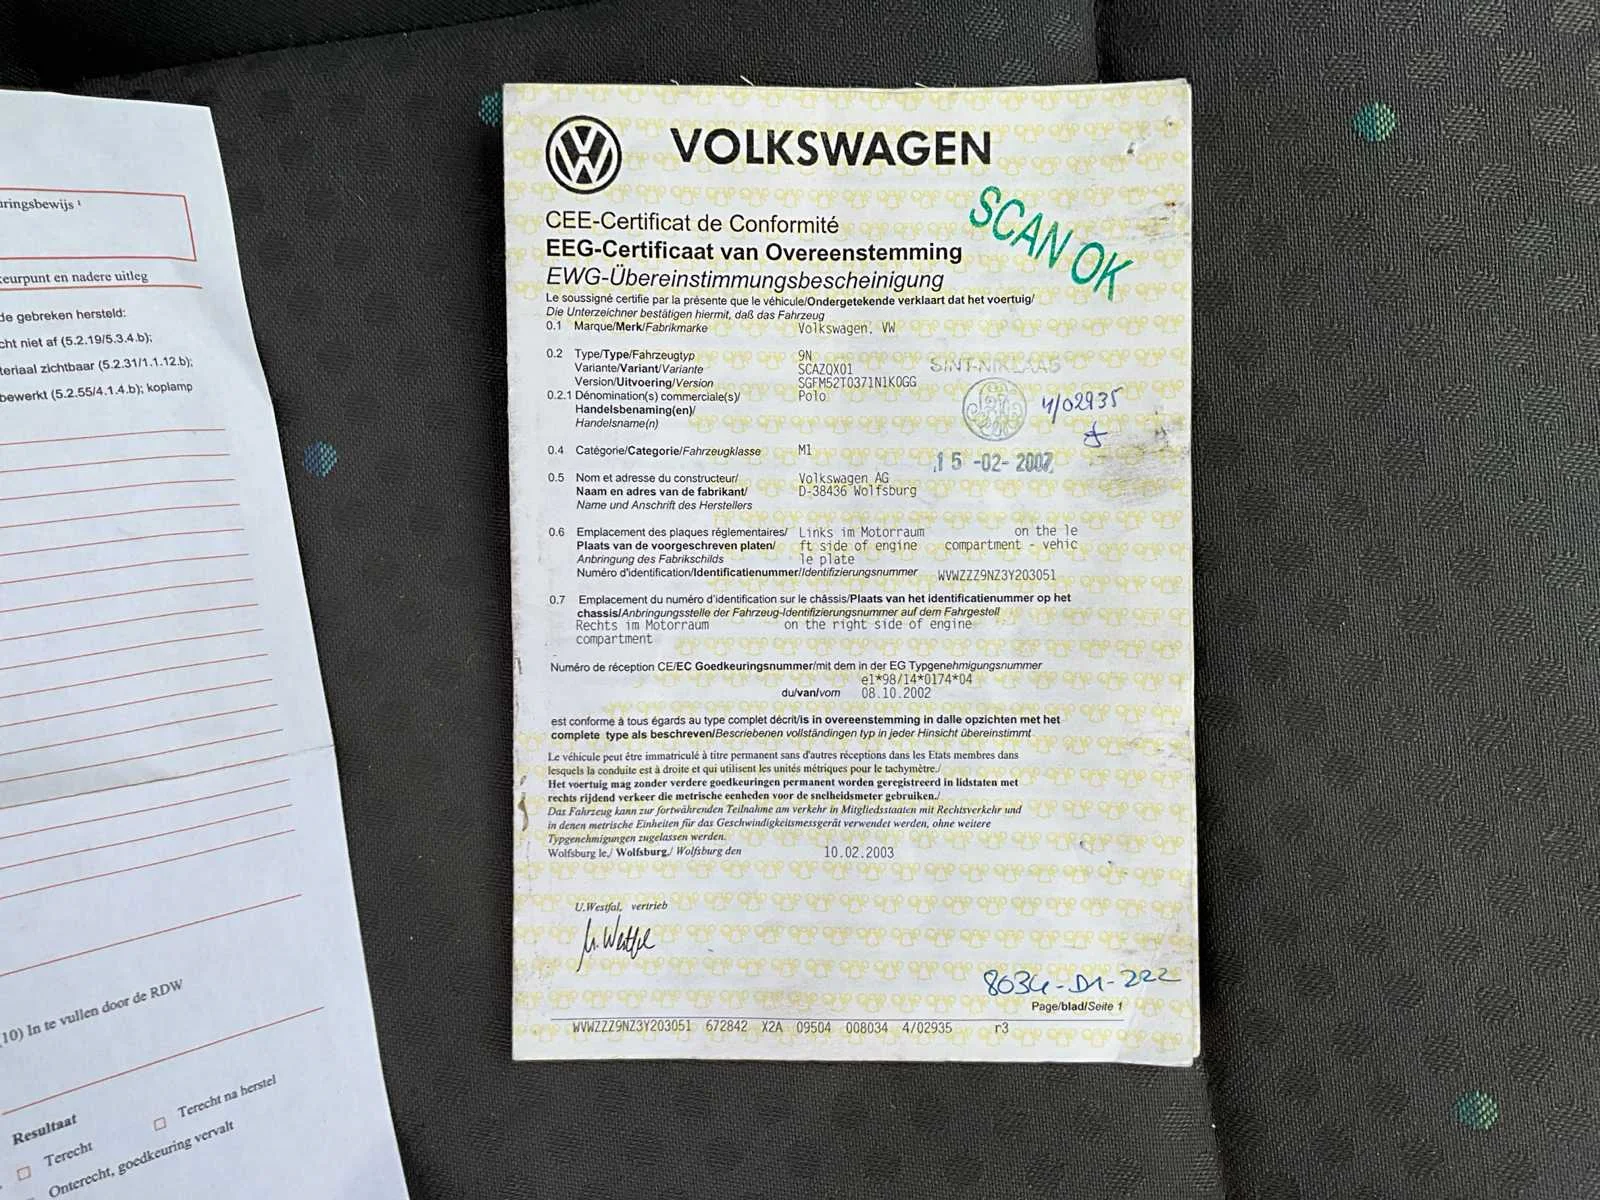 ringsbewijs ¹
keurpunt en nadere uitleg
de gebreken hersteld:
cht niet af (5.2.19/5.3.4.b);
teriaal zichtbaar (5.2.31/1.1.12.b);
bewerkt (5.2.55/4.1.4.b); koplamp
10) In te vullen door de RDW
Resultaat
Terecht
Terecht na herstel
Onterecht, goedkeuring vervalt
VOLKSWAGEN
SCAN OK
CEE-Certificat de Conformité
EEG-Certificaat van Overeenstemming
EWG-Übereinstimmungsbescheinigung
Le soussigné certifie par la présente que le véhicule/Ondergetekende verklaart dat het voertuig/
Die Unterzeichner bestätigen hiermit, daß das Fahrzeug
0.1 Marque/Merk/Fabrikmarke Volkswagen, VW
0.2 Type/Type/Fahrzeugtyp 9N
Variante/Variant/Variante SCAZQX01
Version/Uitvoering/Version SGFM52T0371N1K0GG
0.2.1 Dénomination(s) commerciale(s)/ Polo
Handelsbenaming(en)/
Handelsname(n)
SINT-NIKLAAS
4/02935
15-02-2007
0.4 Catégorie/Categorie/Fahrzeugklasse M1
0.5 Nom et adresse du constructeur/ Volkswagen AG
Naam en adres van de fabrikant/ D-38436 Wolfsburg
Name und Anschrift des Herstellers
0.6 Emplacement des plaques réglementaires/ Links im Motorraum on the le
Plaats van de voorgeschreven platen/ ft side of engine compartment - vehic
Anbringung des Fabrikschilds le plate
Numéro d'identification/Identificatienummer/Identifizierungsnummer WVWZZZ9NZ3Y203051
0.7 Emplacement du numéro d'identification sur le châssis/Plaats van het identificatienummer op het
chassis/Anbringungsstelle der Fahrzeug-Identifizierungsnummer auf dem Fahrgestell
Rechts im Motorraum on the right side of engine
compartment
Numéro de réception CE/EC Goedkeuringsnummer/mit dem in der EG Typgenehmigungsnummer
e1*98/14*0174*04
du/van/vom 08.10.2002
est conforme à tous égards au type complet décrit/is in overeenstemming in dalle opzichten met het
complete type als beschreven/Bescriebenen vollständingen typ in jeder Hinsicht übereinstimmt
Le véhicule peut être immatriculé à titre permanent sans d'autres réceptions dans les Etats membres dans
lesquels la conduite est à droite et qui utilisent les unités métriques pour le tachymètre./
Het voertuig mag zonder verdere goedkeuringen permanent worden geregistreerd in lidstaten met
rechts rijdend verkeer die metrische eenheden voor de snelheidsmeter gebruiken./
Das Fahrzeug kann zur fortwährenden Teilnahme am verkehr in Mitgliedsstaaten mit Rechtsverkehr und
in denen metrische Einheiten für das Geschwindigkeitsmessgerät verwendet werden, ohne weitere
Typgenehmigungen zugelassen werden.
Wolfsburg le,/ Wolfsburg,/ Wolfsburg den 10.02.2003
U.Westfal, vertrieb
8034-D1-222
Page/blad/Seite 1
WVWZZZ9NZ3Y203051 672842 X2A 09504 008034 4/02935 r3